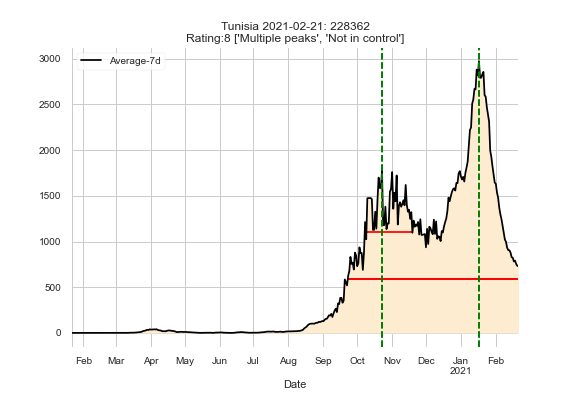 Tunisia 2021-02-21: 228362
Rating:8 ['Multiple peaks', 'Not in control']
Average-7d
3000
2500
2000
1500
1000
500
0
Feb Mar Apr May Jun Jul Aug Sep Oct Nov Dec Jan Feb
2021
Date